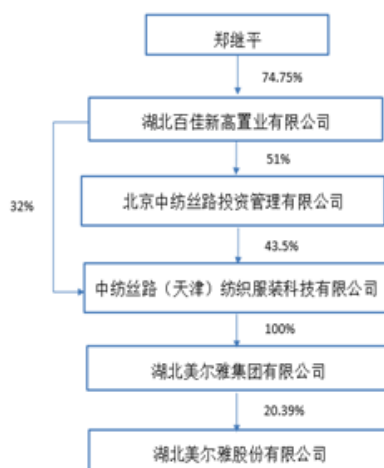 郑继平
74.75%
湖北百佳新高置业有限公司
51%
32%
北京中纺丝路投资管理有限公司
43.5%
中纺丝路（天津）纺织服装科技有限公司
100%
湖北美尔雅集团有限公司
20.39%
湖北美尔雅股份有限公司